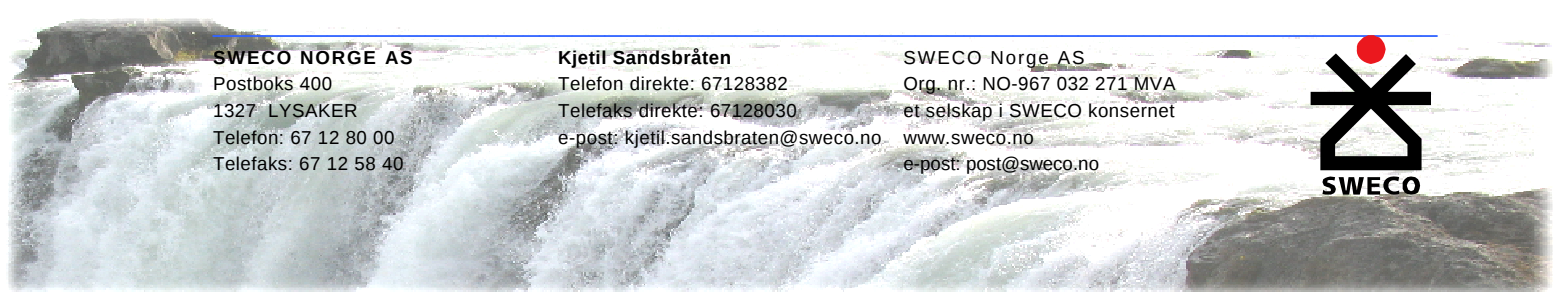 SWECO NORGE AS
Postboks 400
1327  LYSAKER
Telefon: 67 12 80 00
Telefaks: 67 12 58 40
Kjetil Sandsbråten
Telefon direkte: 67128382
Telefaks direkte: 67128030
e-post: kjetil.sandsbraten@sweco.no
SWECO Norge AS
Org. nr.: NO-967 032 271 MVA
et selskap i SWECO konsernet
www.sweco.no
e-post: post@sweco.no
SWECO